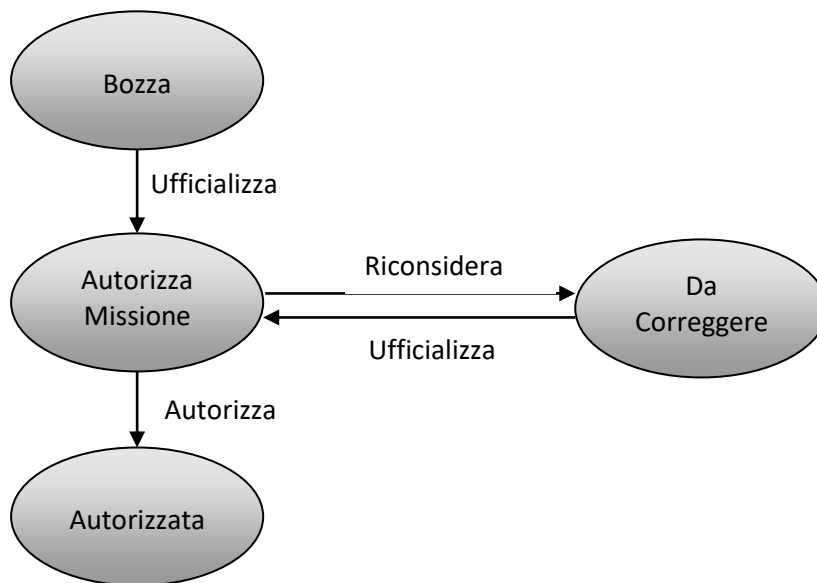 Bozza
Ufficializza
Autorizza
Missione
Riconsidera
Da
Correggere
Ufficializza
Autorizza
Autorizzata